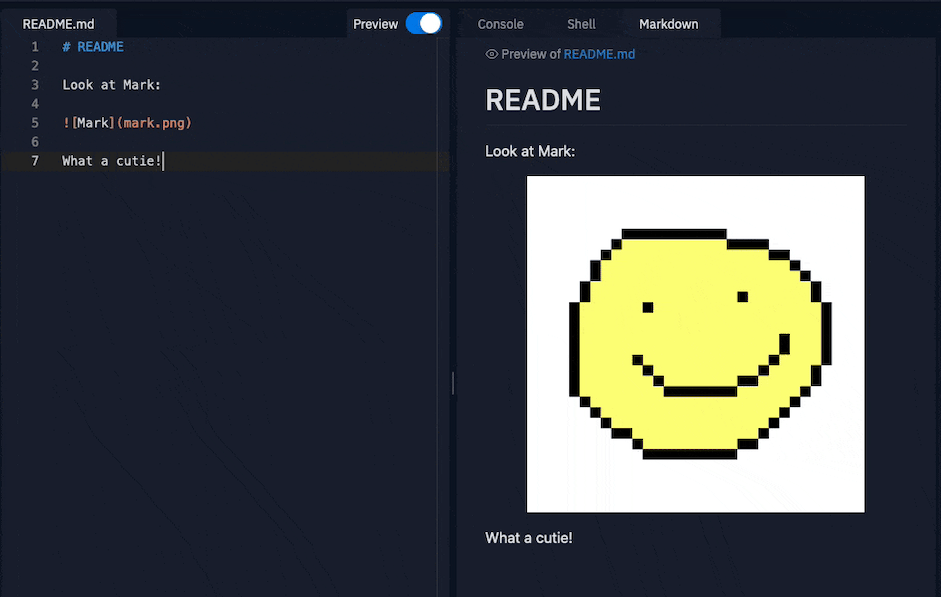 README.md
Preview
1 # README
2
3 Look at Mark:
4
5 ![Mark](mark.png)
6
7 What a cutie!
Console Shell Markdown
Preview of README.md
README
Look at Mark:
What a cutie!